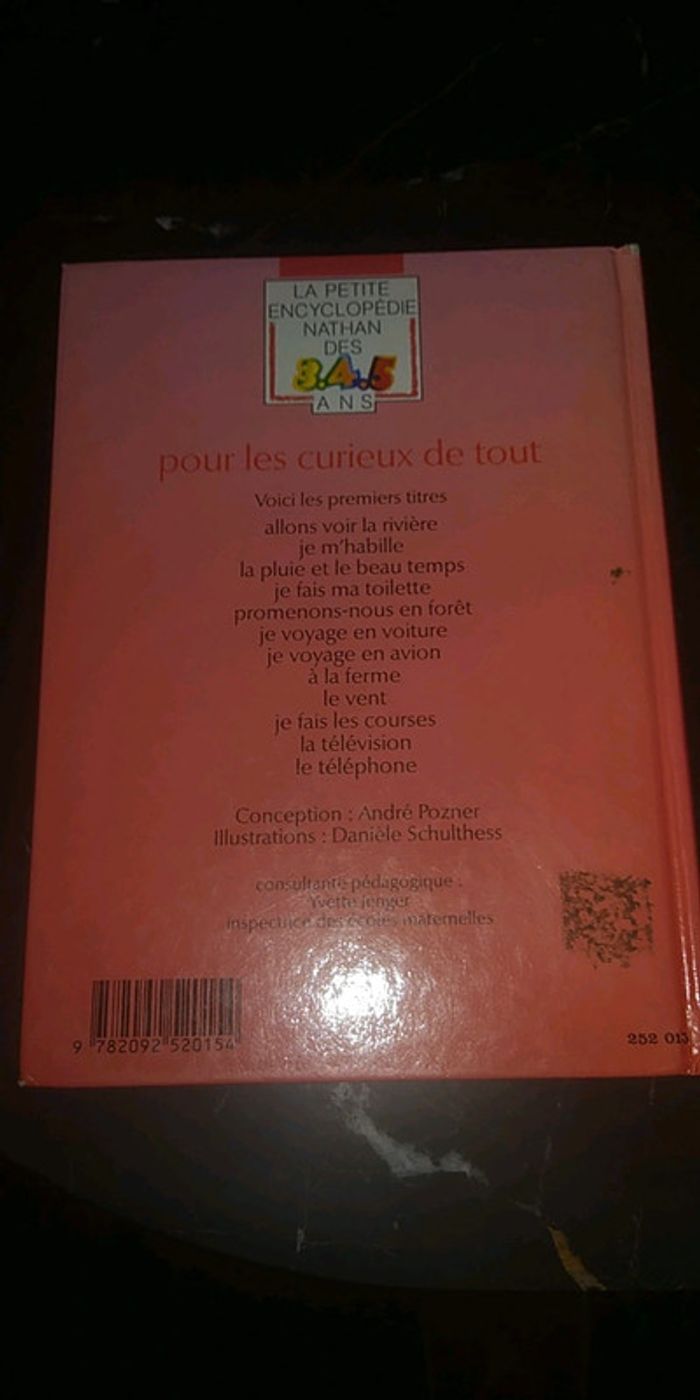 LA PETITE
ENCYCLOPÉDIE
NATHAN
DES
3.4.5
ANS
pour les curieux de tout
Voici les premiers titres
allons voir la rivière
je m'habille
la pluie et le beau temps
je fais ma toilette
promenons-nous en forêt
je voyage en voiture
je voyage en avion
à la ferme
le vent
je fais les courses
la télévision
le téléphone
Conception : André Pozner
Illustrations : Danièle Schulthess
consultante pédagogique :
Yvette Jenger
inspectrice des écoles maternelles
9 782092 520154
252 013